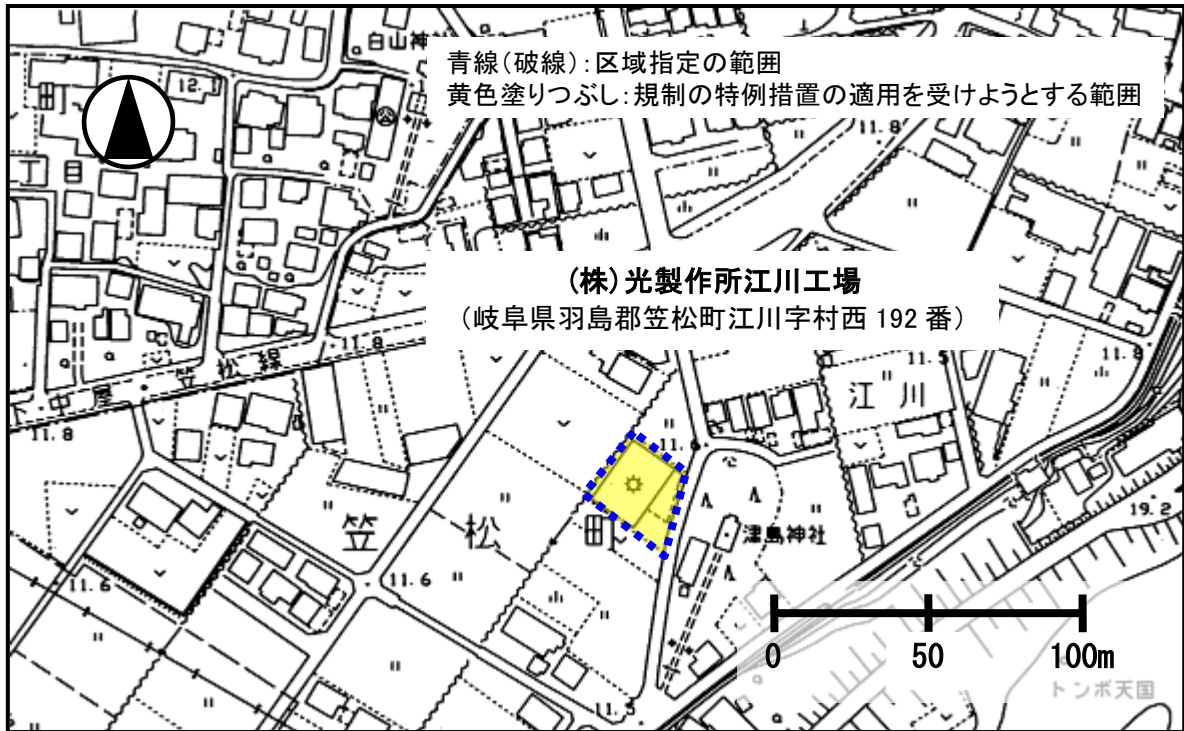 白山神社
青線(破線):区域指定の範囲
黄色塗りつぶし:規制の特例措置の適用を受けようとする範囲
12.1
11.8
(株)光製作所江川工場
(岐阜県羽島郡笠松町江川字村西 192 番)
11.8
11.5
11.8
笠松線
下中屋
江川
11.8
11.6
19.2
笠松町
津島神社
11.6
11.6
0 50 100m
トンボ天国
11.5